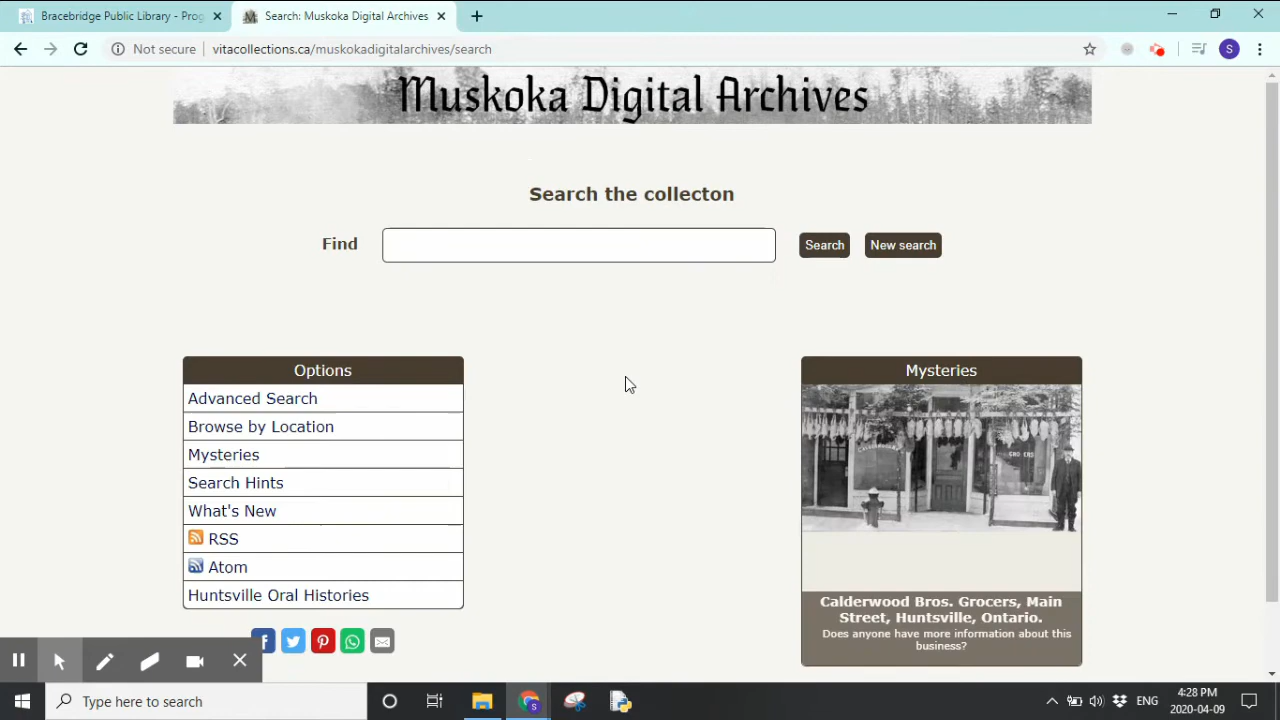 Bracebridge Public Library - Prog
Search: Muskoka Digital Archives
Not secure
vitacollections.ca/muskokadigitalarchives/search
S
Muskoka Digital Archives
Search the collecton
Find
Search
New search
Options
Advanced Search
Browse by Location
Mysteries
Search Hints
What's New
RSS
Atom
Huntsville Oral Histories
Mysteries
Calderwood Bros. Grocers, Main
Street, Huntsville, Ontario.
Does anyone have more information about this
business?
Type here to search
ENG
4:28 PM
2020-04-09